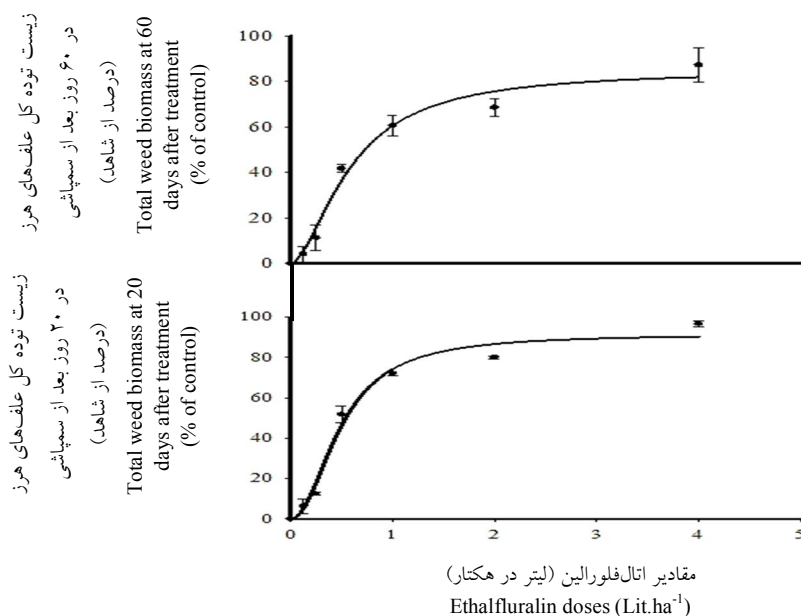 زیست توده کل علف‌های هرز
در ۶۰ روز بعد از سمپاشی
(درصد از شاهد)
Total weed biomass at 60
days after treatment
(% of control)
100
80
60
40
20
0
زیست توده کل علف‌های هرز
در ۲۰ روز بعد از سمپاشی
(درصد از شاهد)
Total weed biomass at 20
days after treatment
(% of control)
100
80
60
40
20
0
0 1 2 3 4 5
مقادیر اتال‌فلورالین (لیتر در هکتار)
Ethalfluralin doses (Lit.ha⁻¹)